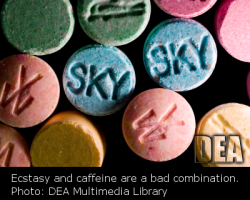 SKY
SKY
DEA
Ecstasy and caffeine are a bad combination.
Photo: DEA Multimedia Library